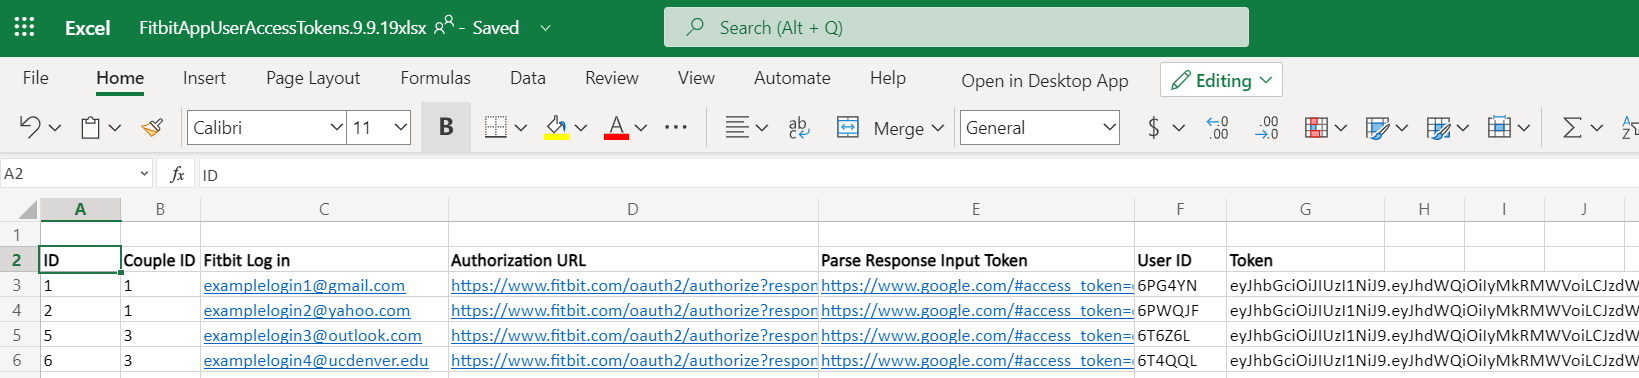 Excel FitbitAppUserAccessTokens.9.9.19xlsx - Saved Search (Alt + Q)
File Home Insert Page Layout Formulas Data Review View Automate Help Open in Desktop App Editing
Calibri 11 B A ab c Merge General $ 0 .00 .00 0 A Z
A2 fx ID
A B C D E F G H I J
1
2 ID Couple ID Fitbit Log in Authorization URL Parse Response Input Token User ID Token
3 1 1 examplelogin1@gmail.com https://www.fitbit.com/oauth2/authorize?respon https://www.google.com/#access_token= 6PG4YN eyJhbGciOiJIUzI1NiJ9.eyJhdWQiOiIyMkRMWVoiLCJzdW
4 2 1 examplelogin2@yahoo.com https://www.fitbit.com/oauth2/authorize?respon https://www.google.com/#access_token= 6PWQJF eyJhbGciOiJIUzI1NiJ9.eyJhdWQiOiIyMkRMWVoiLCJzdW
5 5 3 examplelogin3@outlook.com https://www.fitbit.com/oauth2/authorize?respon https://www.google.com/#access_token= 6T6Z6L eyJhbGciOiJIUzI1NiJ9.eyJhdWQiOiIyMkRMWVoiLCJzdW
6 6 3 examplelogin4@ucdenver.edu https://www.fitbit.com/oauth2/authorize?respon https://www.google.com/#access_token= 6T4QQL eyJhbGciOiJIUzI1NiJ9.eyJhdWQiOiIyMkRMWVoiLCJzdW